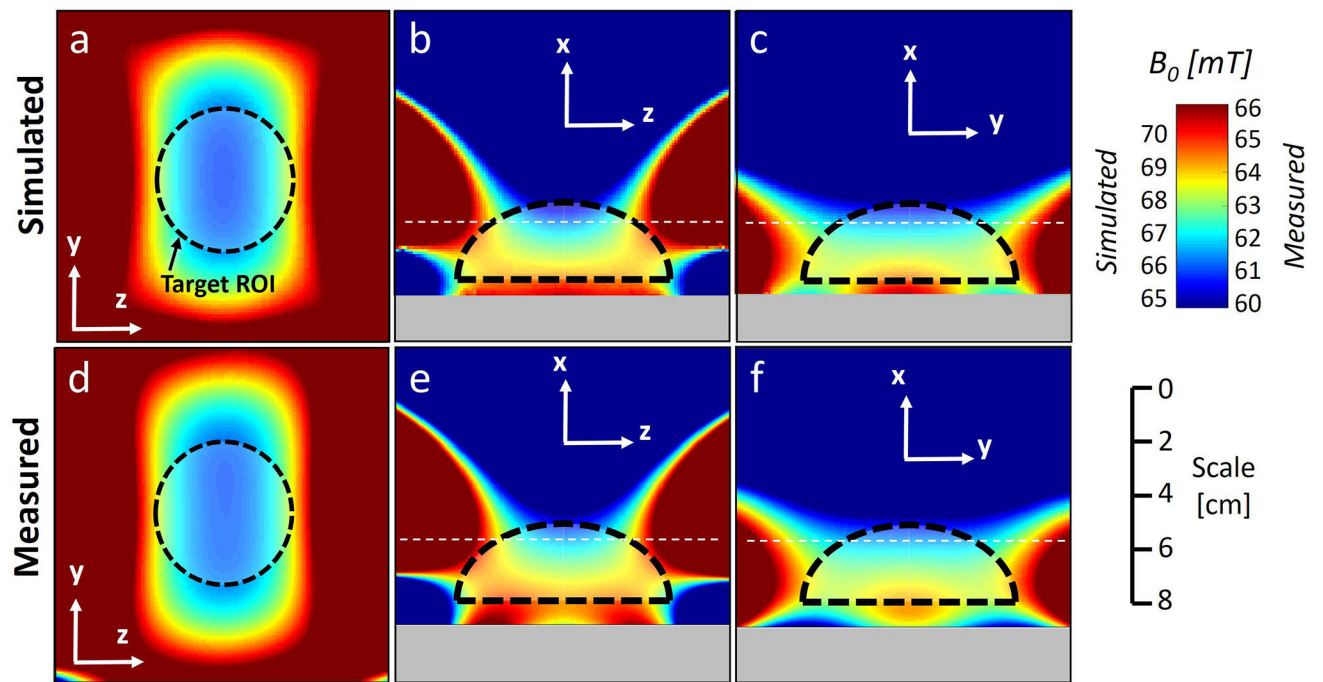 Simulated
a
y
z
Target ROI
b
x
z
c
x
y
B0 [mT]
Simulated
70
69
68
67
66
65
66
65
64
63
62
61
60
Measured
Measured
d
y
z
e
x
z
f
x
y
0
2
4
6
8
Scale
[cm]